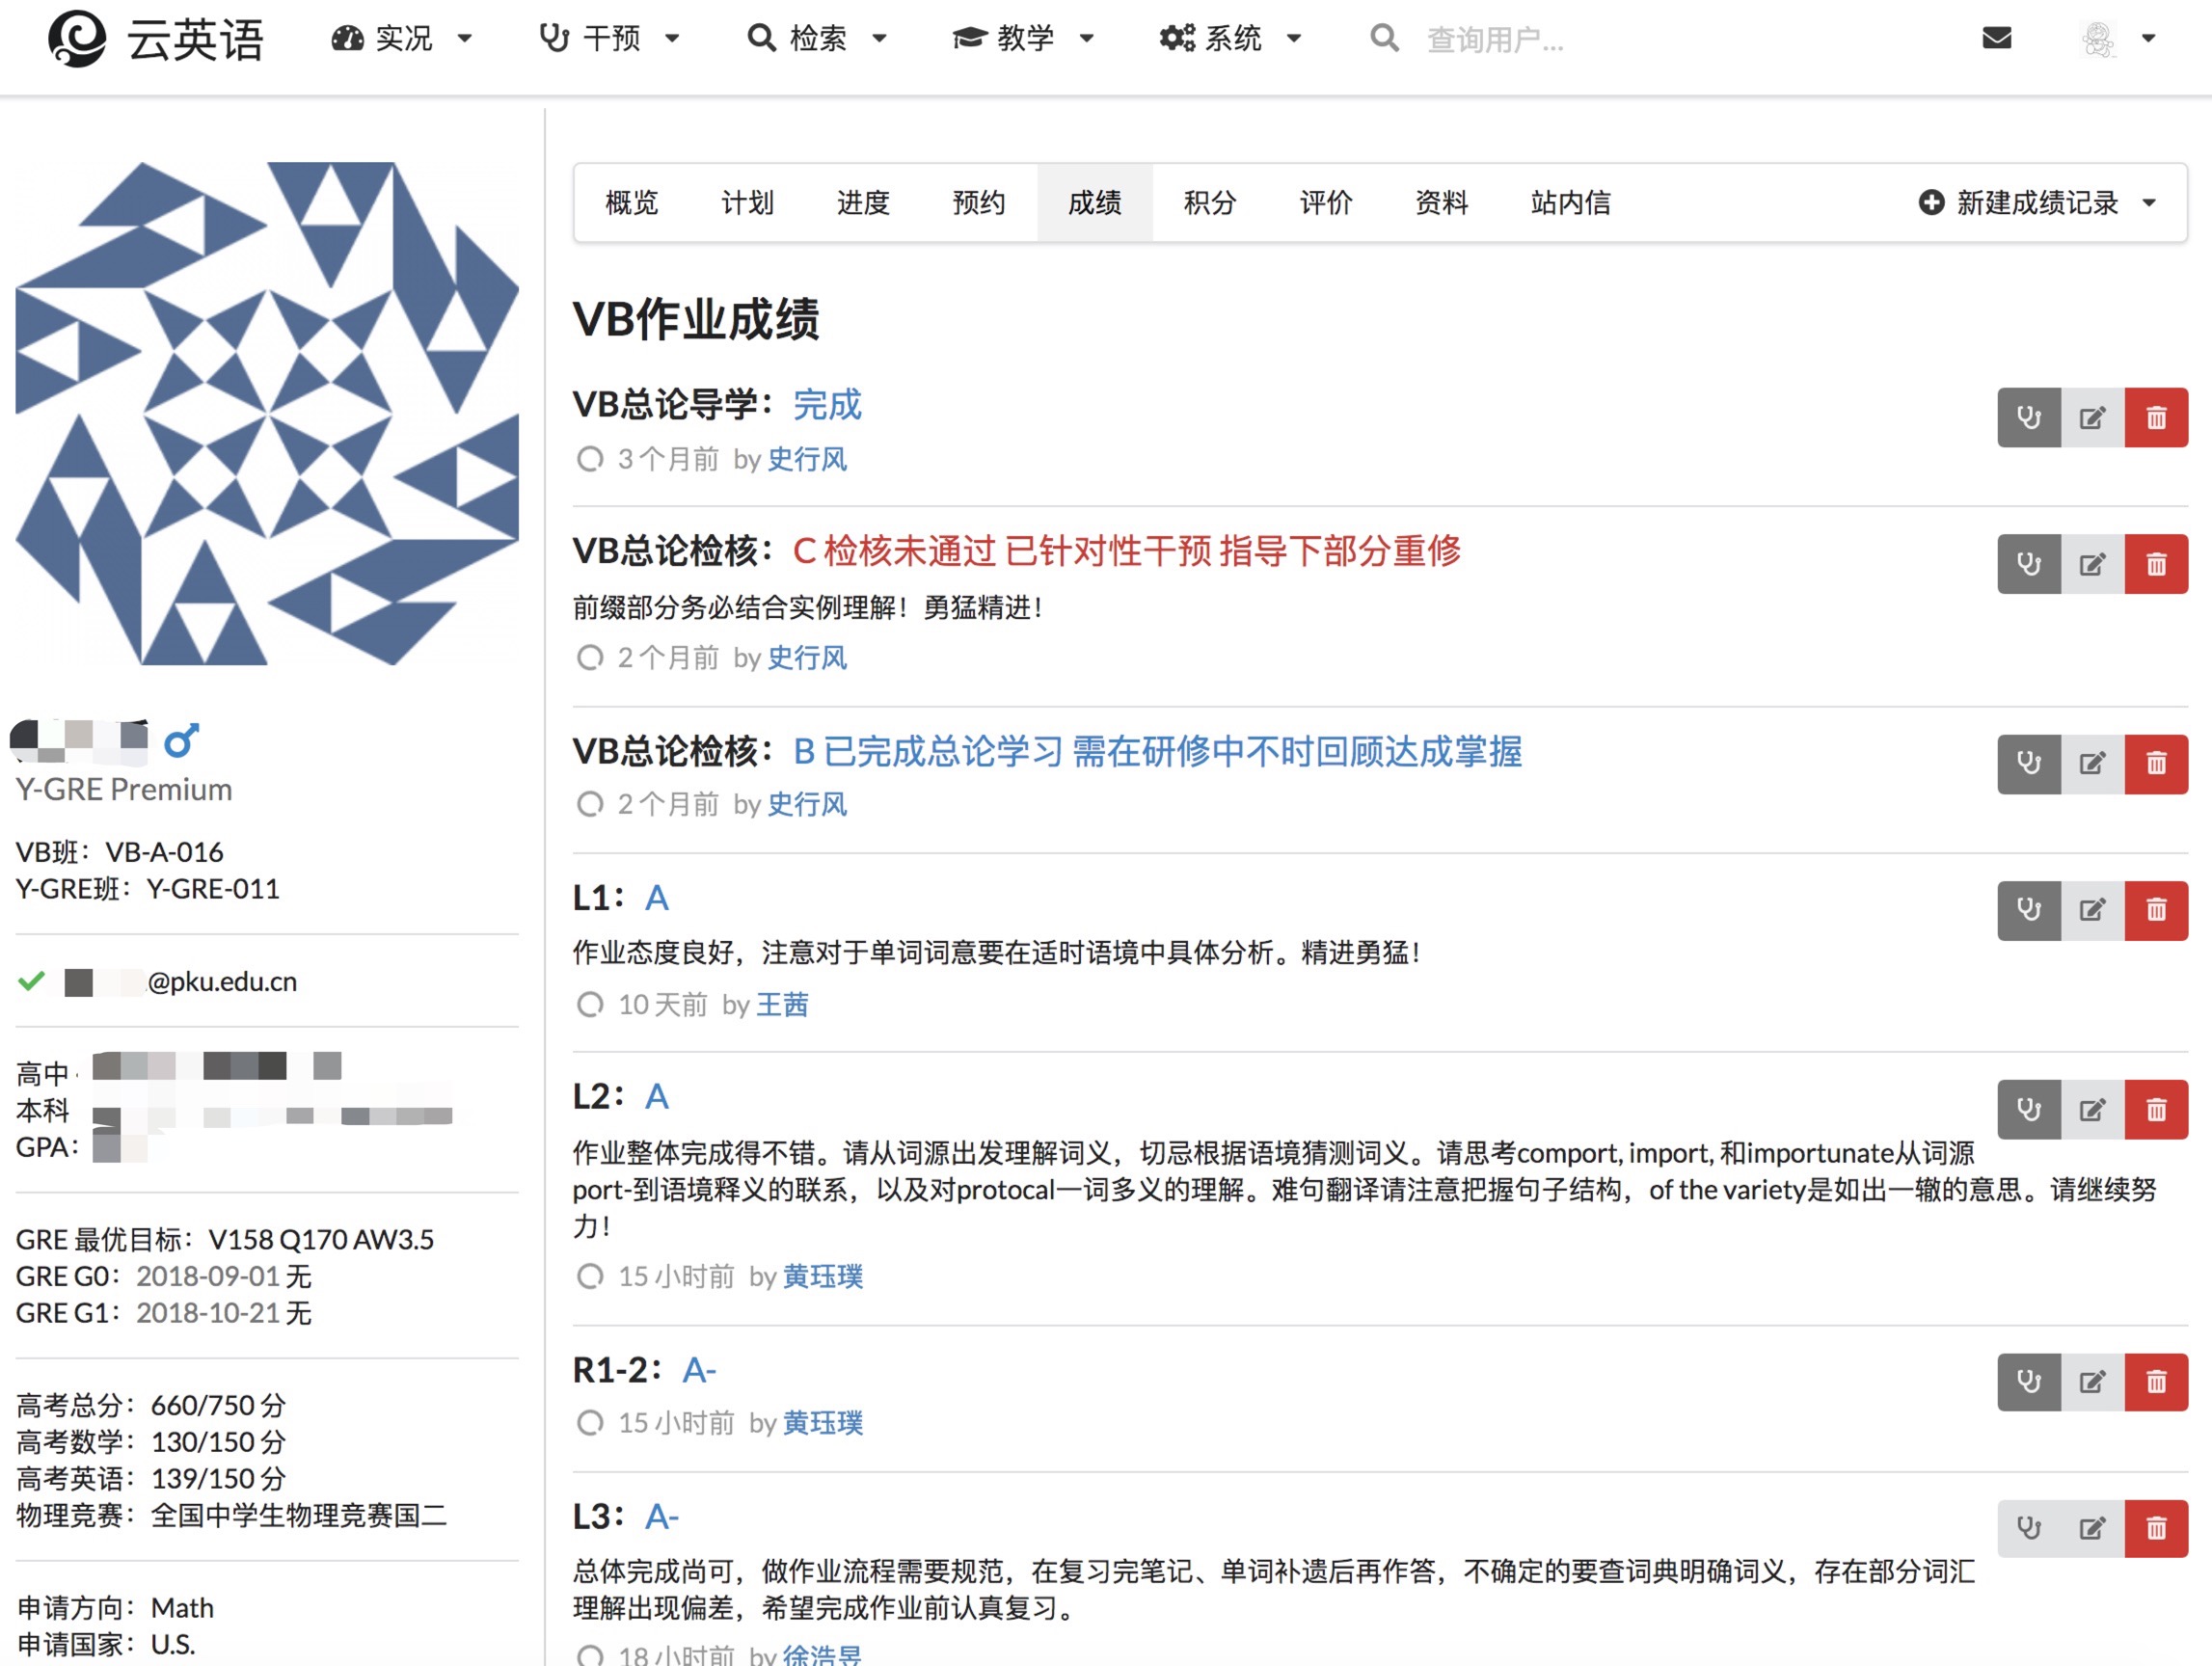 云英语 实况 干预 检索 教学 系统 查询用户...
概览 计划 进度 预约 成绩 积分 评价 资料 站内信 新建成绩记录
Y-GRE Premium
VB班：VB-A-016
Y-GRE班：Y-GRE-011
@pku.edu.cn
高中
本科
GPA：
GRE 最优目标：V158 Q170 AW3.5
GRE G0：2018-09-01 无
GRE G1：2018-10-21 无
高考总分：660/750 分
高考数学：130/150 分
高考英语：139/150 分
物理竞赛：全国中学生物理竞赛国二
申请方向：Math
申请国家：U.S.
VB作业成绩
VB总论导学：完成
3 个月前 by 史行风
VB总论检核：C 检核未通过 已针对性干预 指导下部分重修
前缀部分务必结合实例理解！勇猛精进！
2 个月前 by 史行风
VB总论检核：B 已完成总论学习 需在研修中不时回顾达成掌握
2 个月前 by 史行风
L1：A
作业态度良好，注意对于单词词意要在适时语境中具体分析。精进勇猛！
10 天前 by 王茜
L2：A
作业整体完成得不错。请从词源出发理解词义，切忌根据语境猜测词义。请思考comport, import, 和importunate从词源
port-到语境释义的联系，以及对protocal一词多义的理解。难句翻译请注意把握句子结构，of the variety是如出一辙的意思。请继续努
力！
15 小时前 by 黄珏璞
R1-2：A-
15 小时前 by 黄珏璞
L3：A-
总体完成尚可，做作业流程需要规范，在复习完笔记、单词补遗后再作答，不确定的要查词典明确词义，存在部分词汇
理解出现偏差，希望完成作业前认真复习。
18 小时前 by 徐浩昱